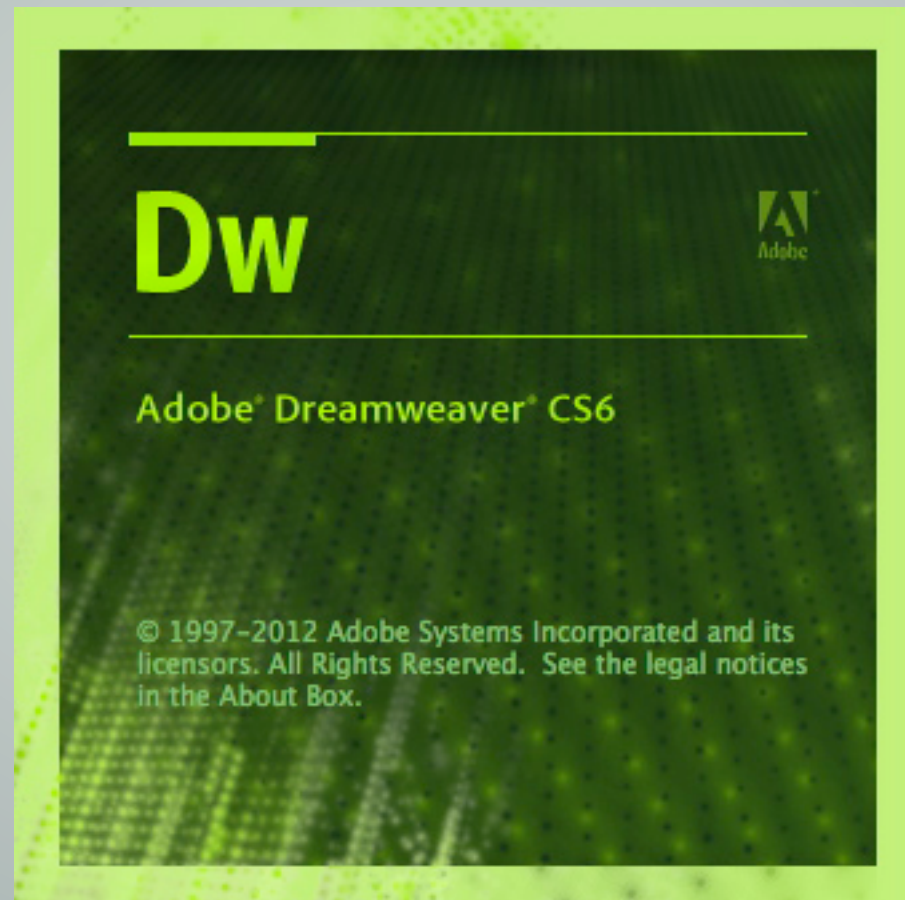 Dw
Adobe
Adobe® Dreamweaver® CS6
© 1997–2012 Adobe Systems Incorporated and its
licensors. All Rights Reserved.  See the legal notices
in the About Box.